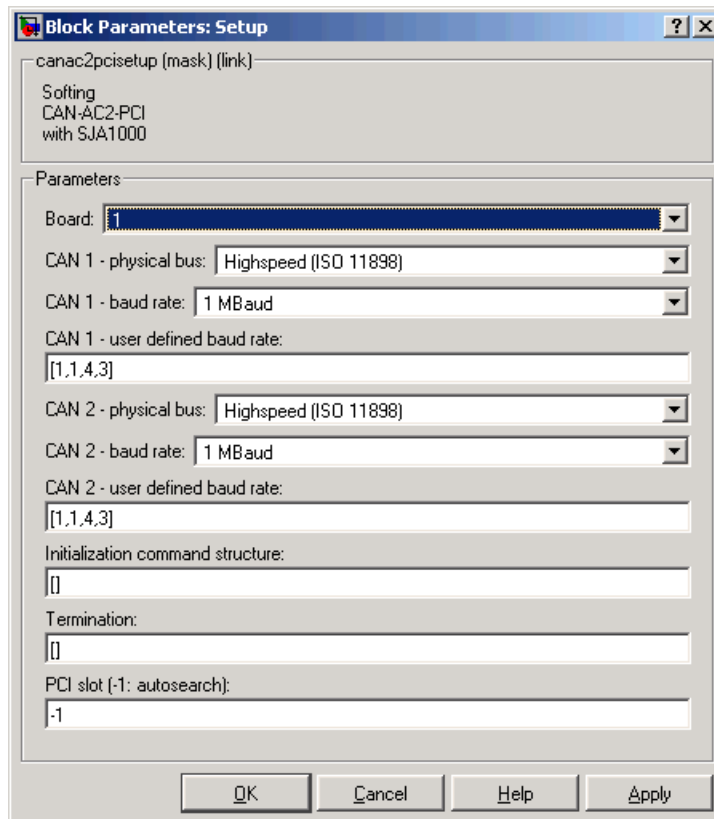 Block Parameters: Setup
canac2pcisetup (mask) (link)
Softing
CAN-AC2-PCI
with SJA1000
Parameters
Board: 1
CAN 1 - physical bus: Highspeed (ISO 11898)
CAN 1 - baud rate: 1 MBaud
CAN 1 - user defined baud rate:
[1,1,4,3]
CAN 2 - physical bus: Highspeed (ISO 11898)
CAN 2 - baud rate: 1 MBaud
CAN 2 - user defined baud rate:
[1,1,4,3]
Initialization command structure:
[]
Termination:
[]
PCI slot (-1: autosearch):
-1
OK Cancel Help Apply